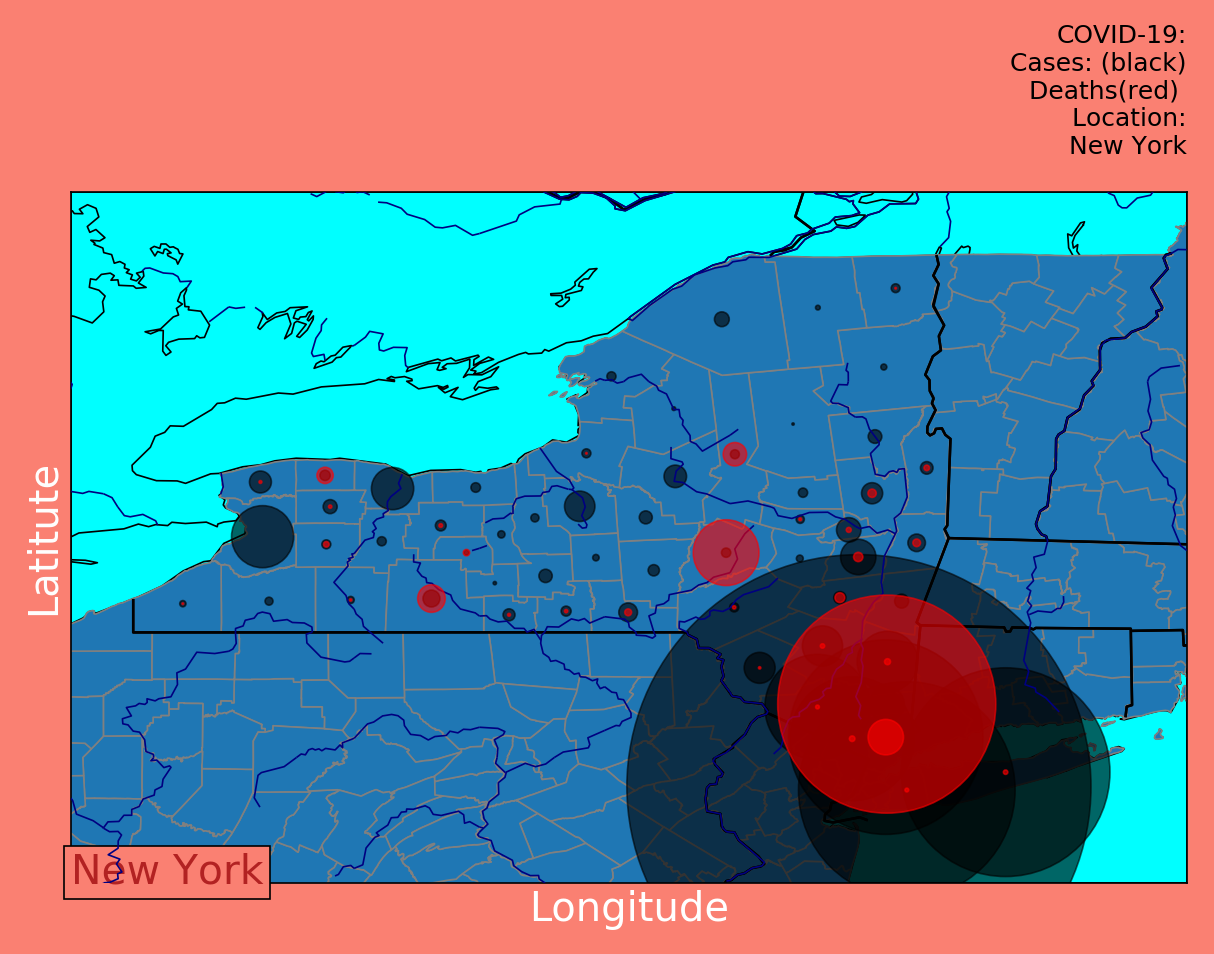 COVID-19:
Cases: (black)
Deaths(red)
Location:
New York
Latitute
New York
Longitude